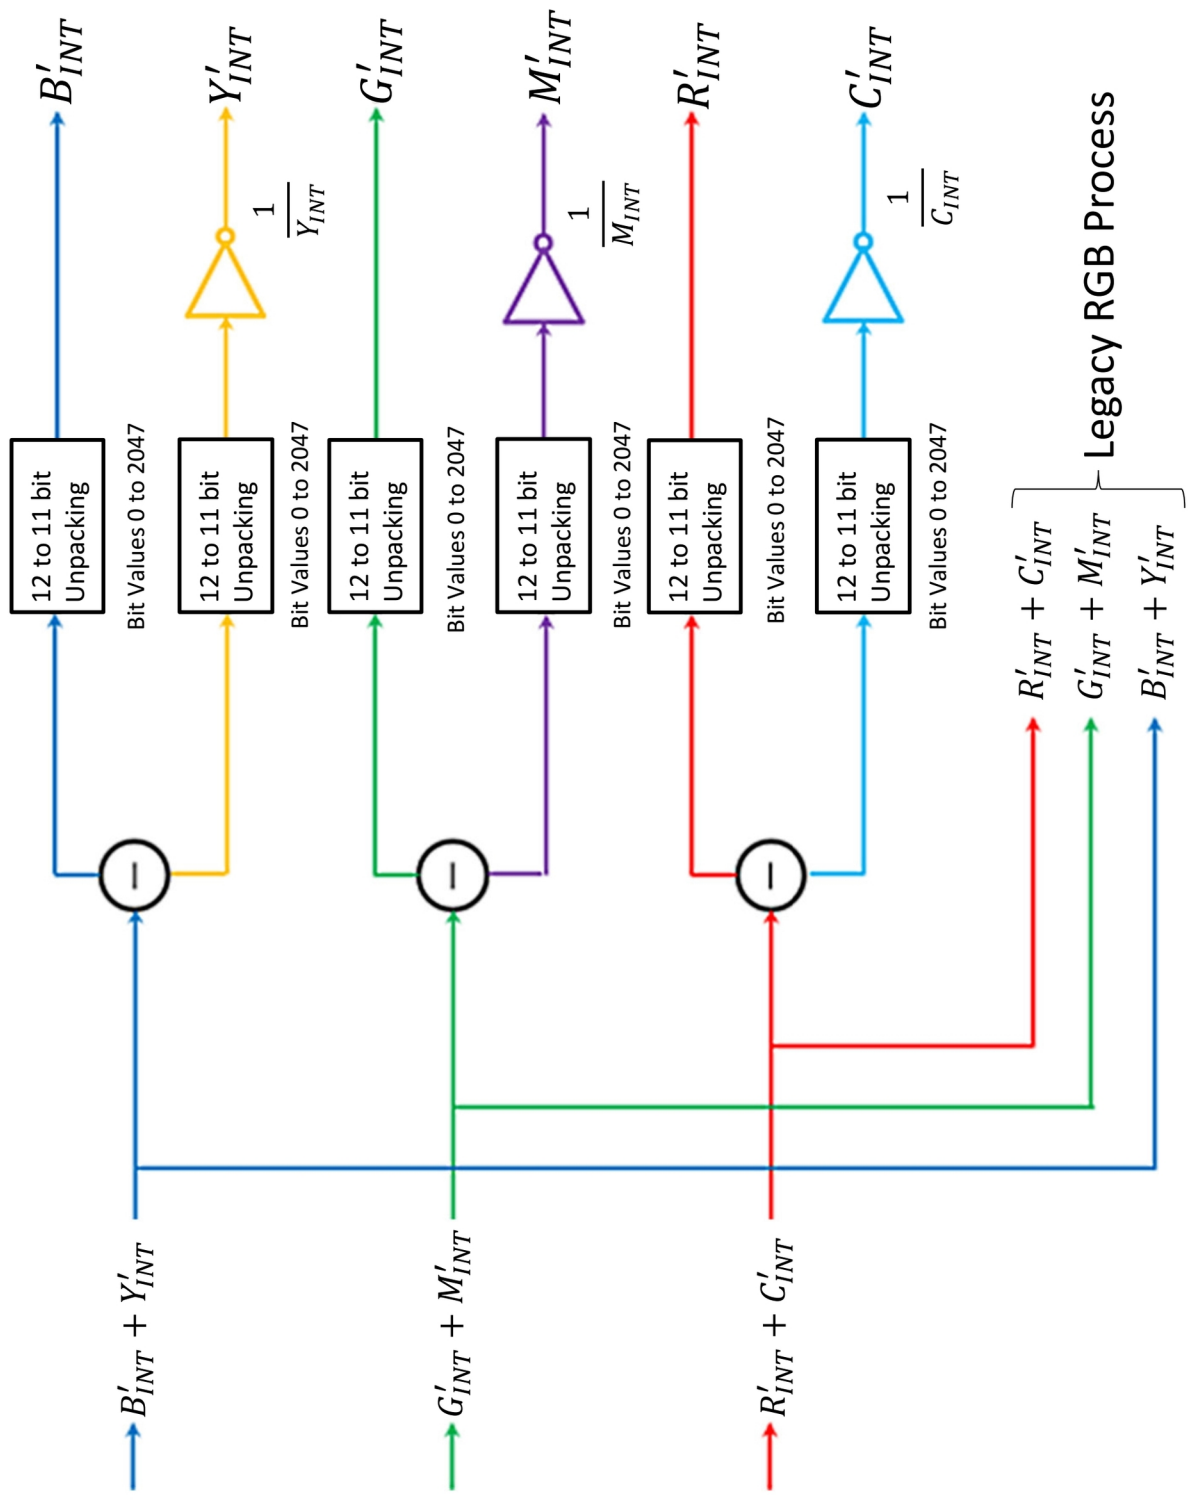 B′INT + Y′INT
G′INT + M′INT
R′INT + C′INT
−
−
−
12 to 11 bit
Unpacking
Bit Values 0 to 2047
12 to 11 bit
Unpacking
Bit Values 0 to 2047
12 to 11 bit
Unpacking
Bit Values 0 to 2047
12 to 11 bit
Unpacking
Bit Values 0 to 2047
12 to 11 bit
Unpacking
Bit Values 0 to 2047
12 to 11 bit
Unpacking
Bit Values 0 to 2047
1
YINT
1
MINT
1
CINT
B′INT
Y′INT
G′INT
M′INT
R′INT
C′INT
R′INT + C′INT
G′INT + M′INT
B′INT + Y′INT
Legacy RGB Process